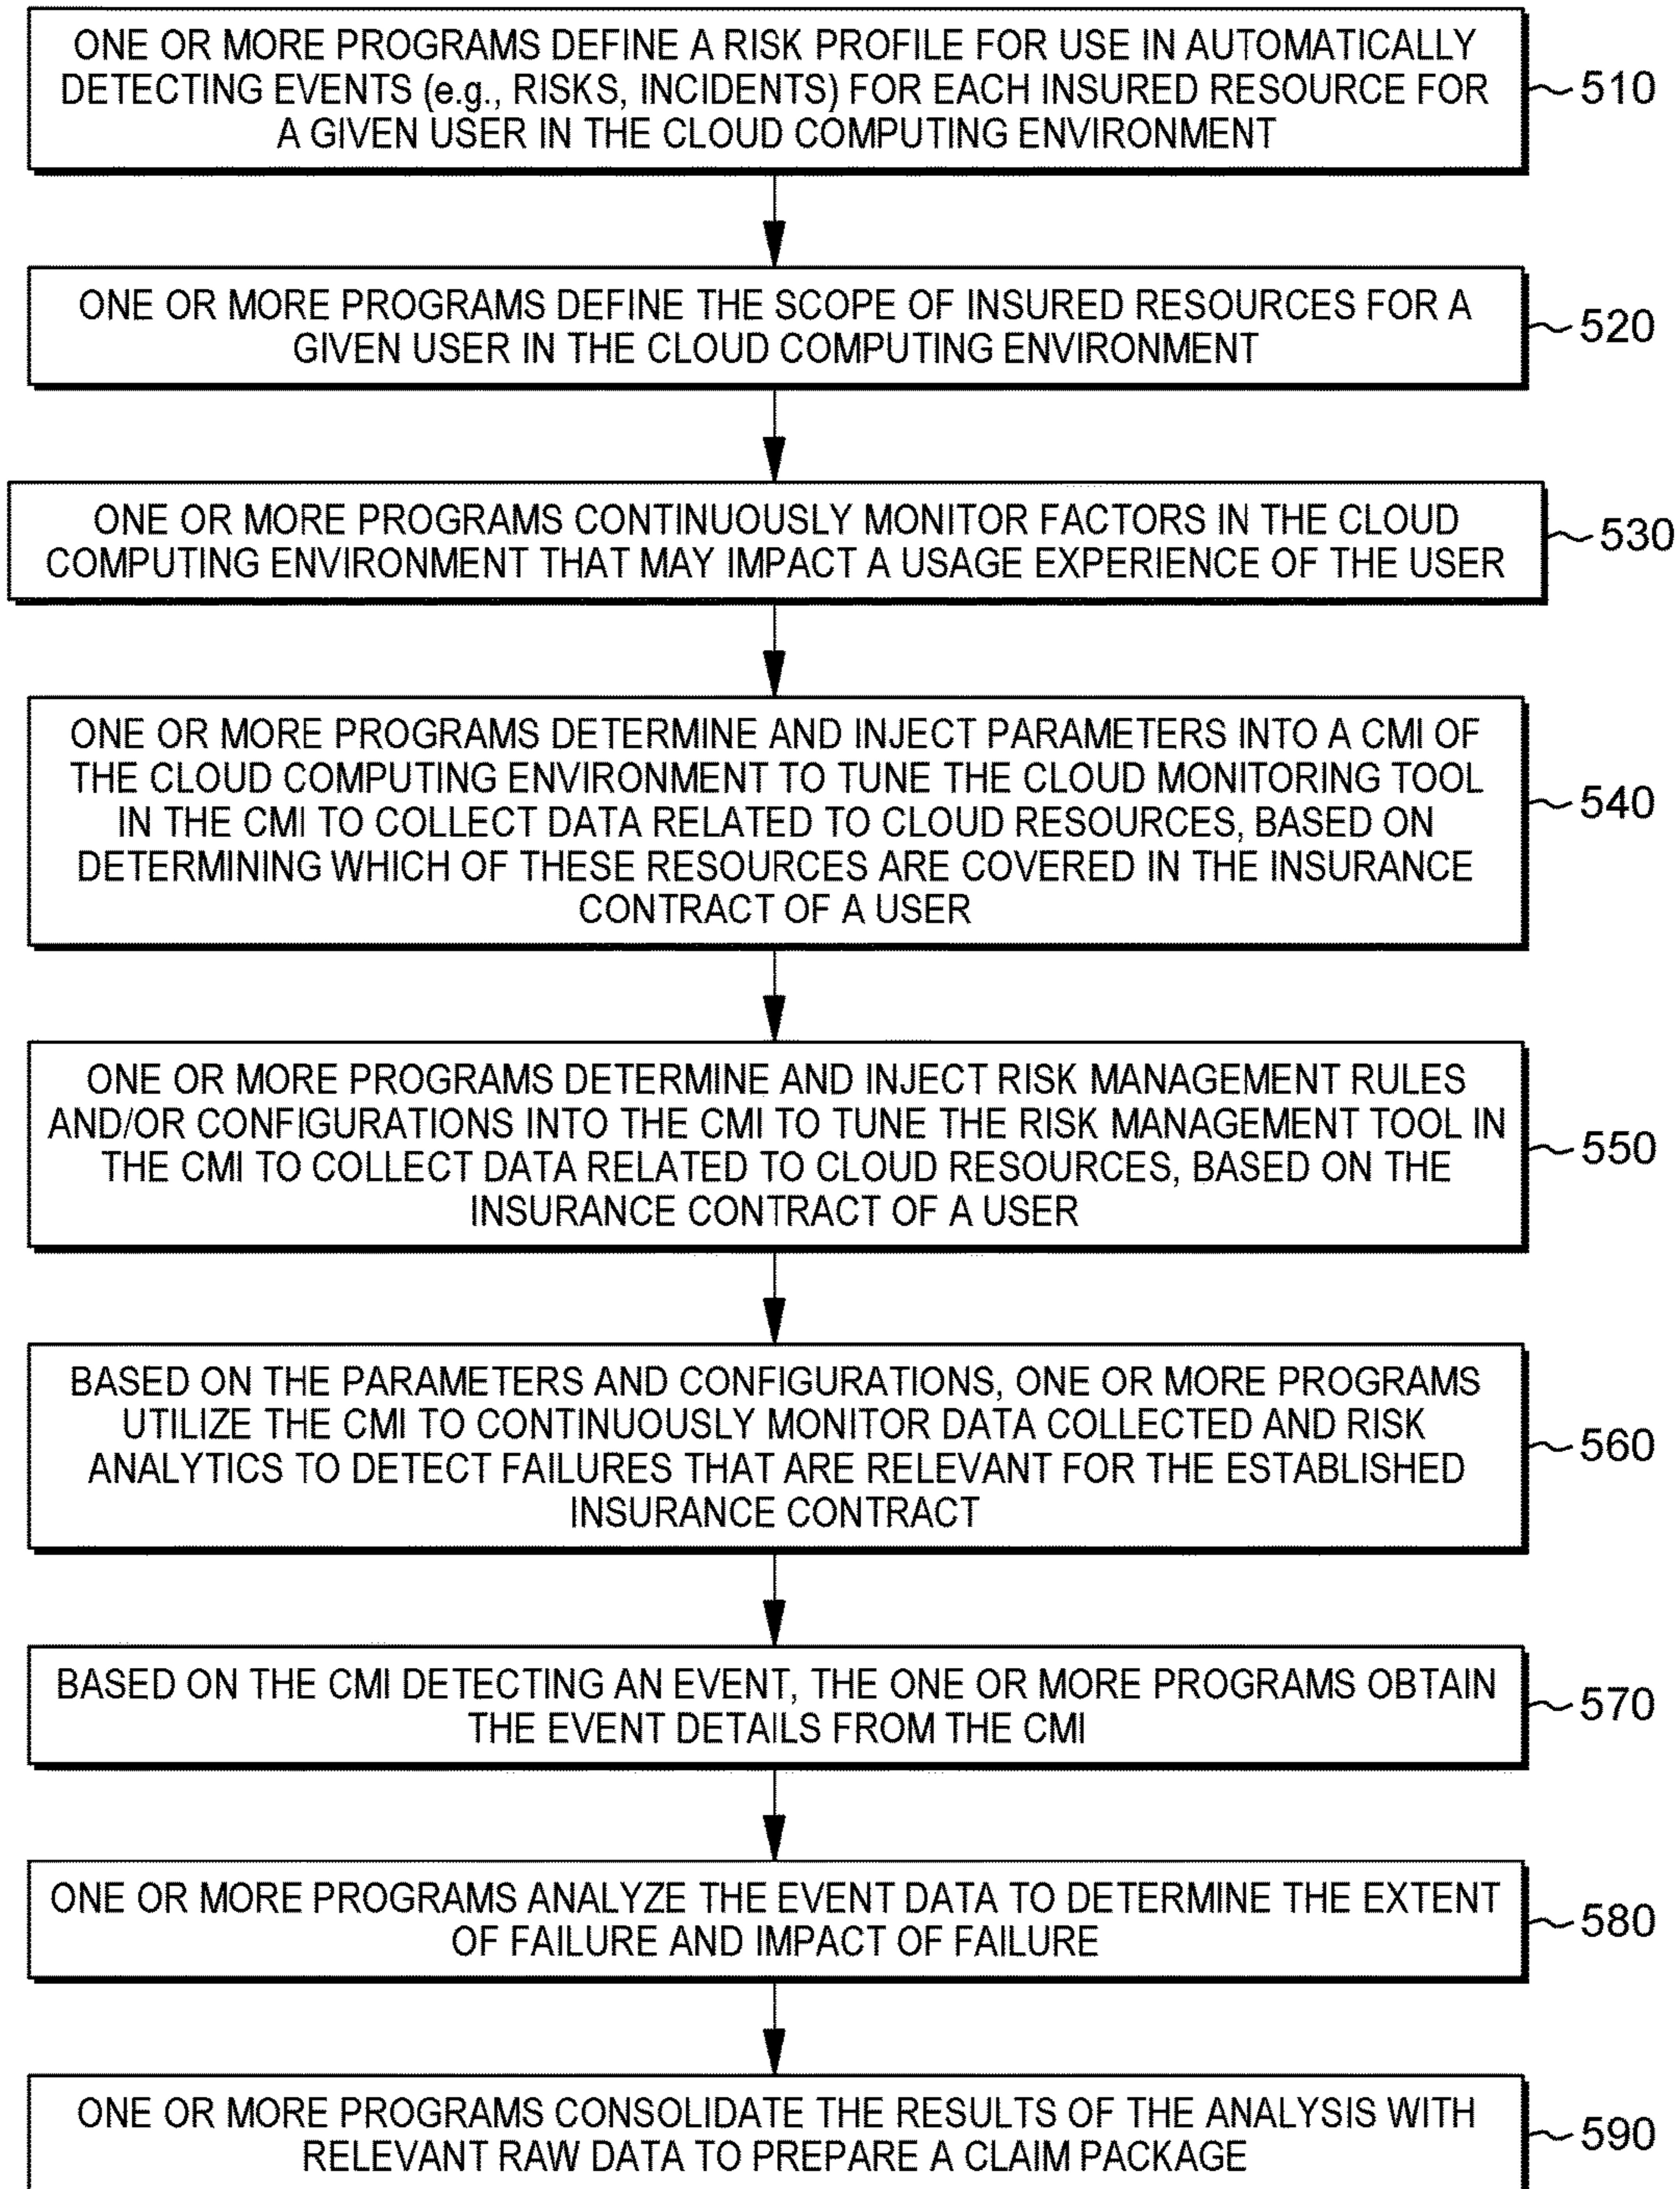 ONE OR MORE PROGRAMS DEFINE A RISK PROFILE FOR USE IN AUTOMATICALLY
DETECTING EVENTS (e.g., RISKS, INCIDENTS) FOR EACH INSURED RESOURCE FOR
A GIVEN USER IN THE CLOUD COMPUTING ENVIRONMENT
510
ONE OR MORE PROGRAMS DEFINE THE SCOPE OF INSURED RESOURCES FOR A
GIVEN USER IN THE CLOUD COMPUTING ENVIRONMENT
520
ONE OR MORE PROGRAMS CONTINUOUSLY MONITOR FACTORS IN THE CLOUD
COMPUTING ENVIRONMENT THAT MAY IMPACT A USAGE EXPERIENCE OF THE USER
530
ONE OR MORE PROGRAMS DETERMINE AND INJECT PARAMETERS INTO A CMI OF
THE CLOUD COMPUTING ENVIRONMENT TO TUNE THE CLOUD MONITORING TOOL
IN THE CMI TO COLLECT DATA RELATED TO CLOUD RESOURCES, BASED ON
DETERMINING WHICH OF THESE RESOURCES ARE COVERED IN THE INSURANCE
CONTRACT OF A USER
540
ONE OR MORE PROGRAMS DETERMINE AND INJECT RISK MANAGEMENT RULES
AND/OR CONFIGURATIONS INTO THE CMI TO TUNE THE RISK MANAGEMENT TOOL IN
THE CMI TO COLLECT DATA RELATED TO CLOUD RESOURCES, BASED ON THE
INSURANCE CONTRACT OF A USER
550
BASED ON THE PARAMETERS AND CONFIGURATIONS, ONE OR MORE PROGRAMS
UTILIZE THE CMI TO CONTINUOUSLY MONITOR DATA COLLECTED AND RISK
ANALYTICS TO DETECT FAILURES THAT ARE RELEVANT FOR THE ESTABLISHED
INSURANCE CONTRACT
560
BASED ON THE CMI DETECTING AN EVENT, THE ONE OR MORE PROGRAMS OBTAIN
THE EVENT DETAILS FROM THE CMI
570
ONE OR MORE PROGRAMS ANALYZE THE EVENT DATA TO DETERMINE THE EXTENT
OF FAILURE AND IMPACT OF FAILURE
580
ONE OR MORE PROGRAMS CONSOLIDATE THE RESULTS OF THE ANALYSIS WITH
RELEVANT RAW DATA TO PREPARE A CLAIM PACKAGE
590